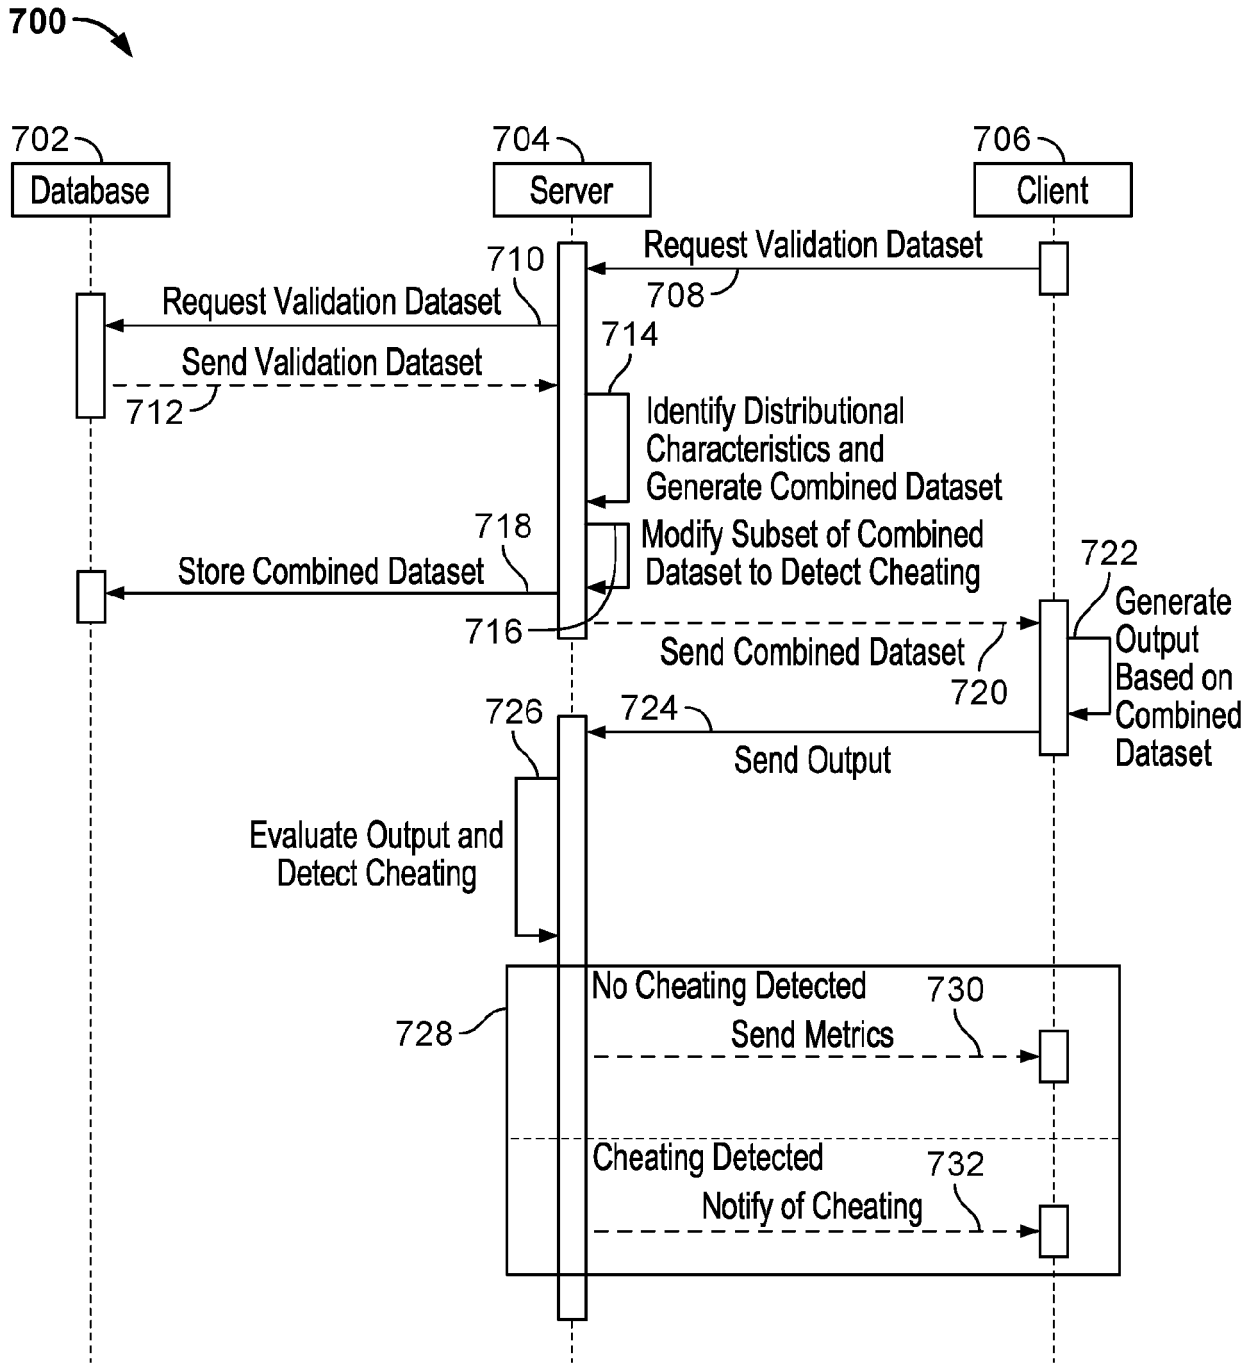 700
702
704
706
Database
Server
Client
Request Validation Dataset
708
710
Request Validation Dataset
Send Validation Dataset
712
714
Identify Distributional
Characteristics and
Generate Combined Dataset
716
Modify Subset of Combined
Dataset to Detect Cheating
718
Store Combined Dataset
Send Combined Dataset
720
722
Generate
Output
Based on
Combined
Dataset
724
Send Output
726
Evaluate Output and
Detect Cheating
728
No Cheating Detected
730
Send Metrics
Cheating Detected
732
Notify of Cheating